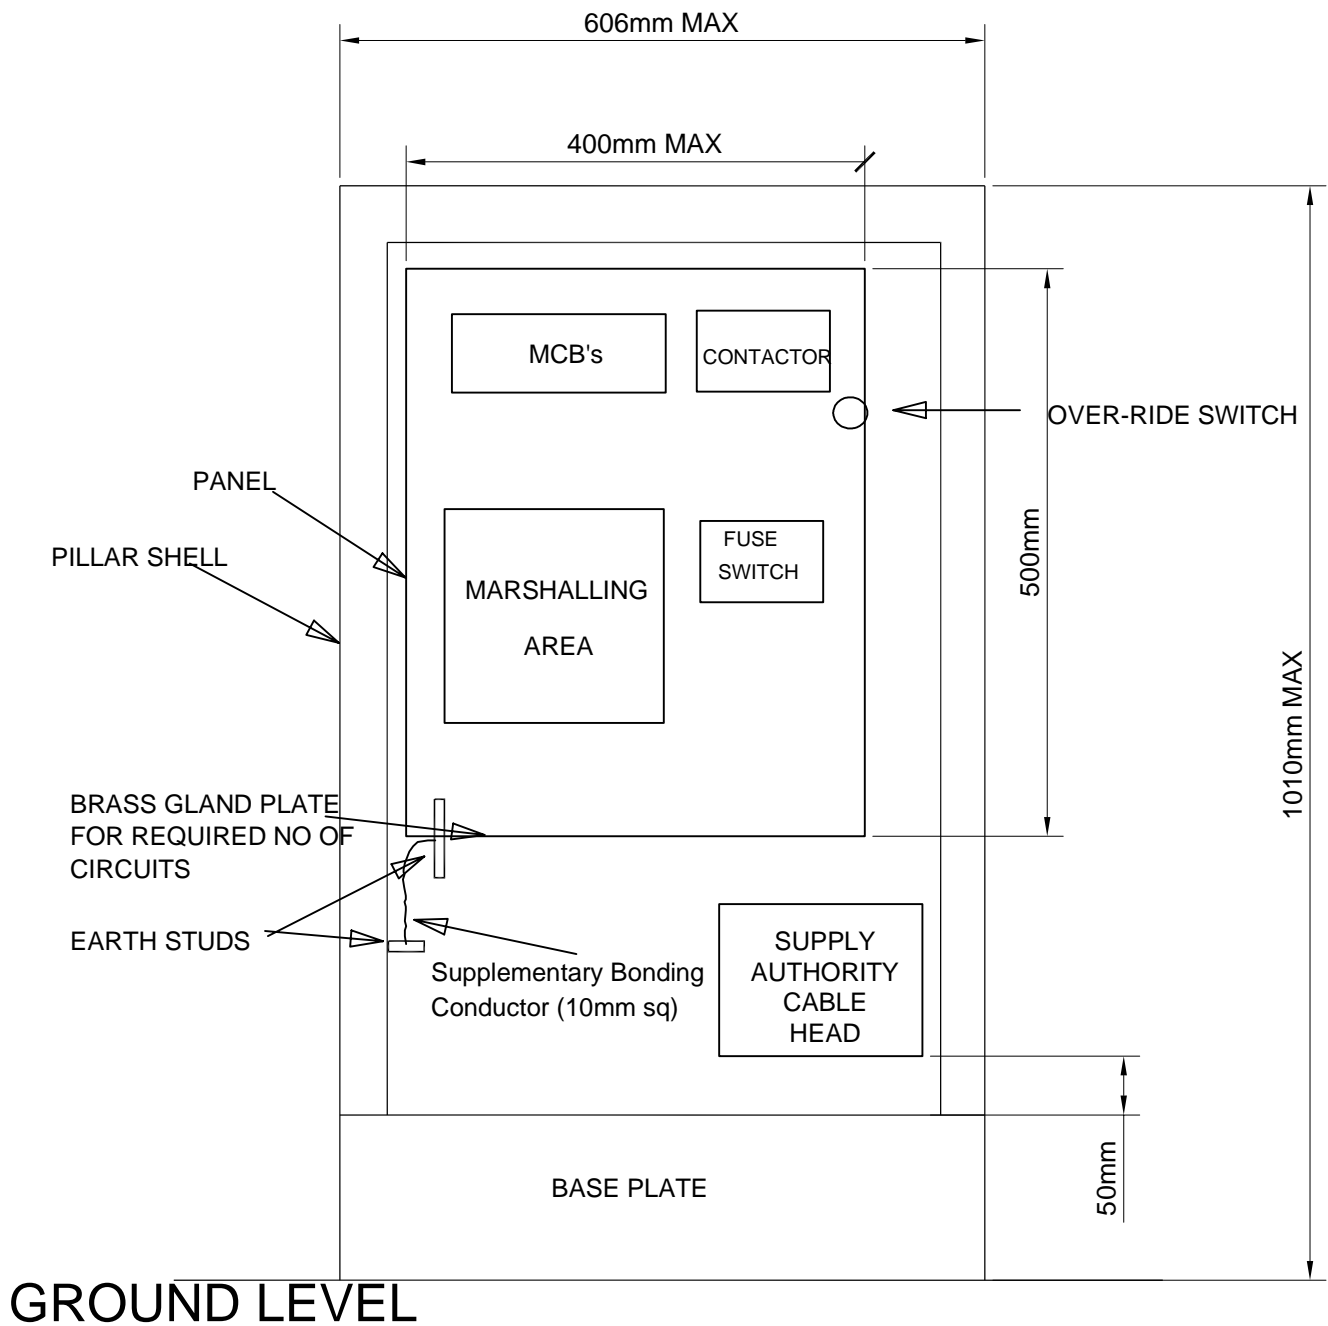 606mm MAX
400mm MAX
MCB's
CONTACTOR
OVER-RIDE SWITCH
PANEL
PILLAR SHELL
FUSE
SWITCH
MARSHALLING
AREA
500mm
1010mm MAX
BRASS GLAND PLATE
FOR REQUIRED NO OF
CIRCUITS
EARTH STUDS
Supplementary Bonding
Conductor (10mm sq)
SUPPLY
AUTHORITY
CABLE
HEAD
50mm
BASE PLATE
GROUND LEVEL